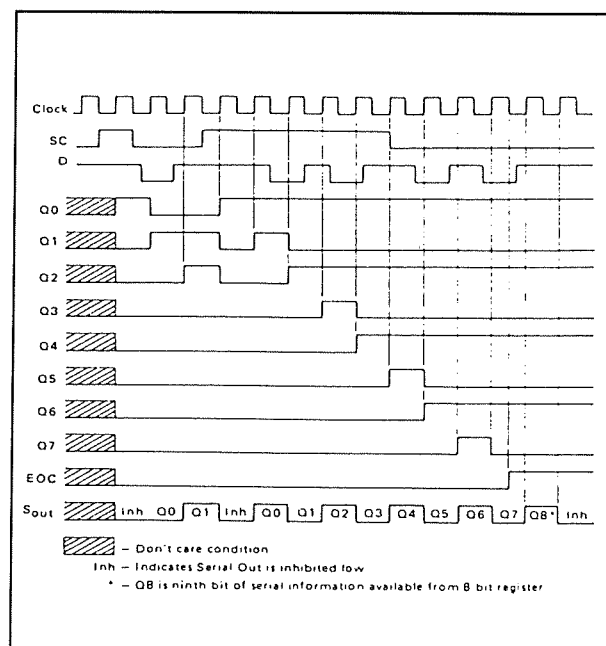 Clock
SC
D
Q0
Q1
Q2
Q3
Q4
Q5
Q6
Q7
EOC
Sout Inh Q0 Q1 Inh Q0 Q1 Q2 Q3 Q4 Q5 Q6 Q7 Q8* Inh
– Don't care condition
Inh – Indicates Serial Out is inhibited low
* – Q8 is ninth bit of serial information available from 8 bit register